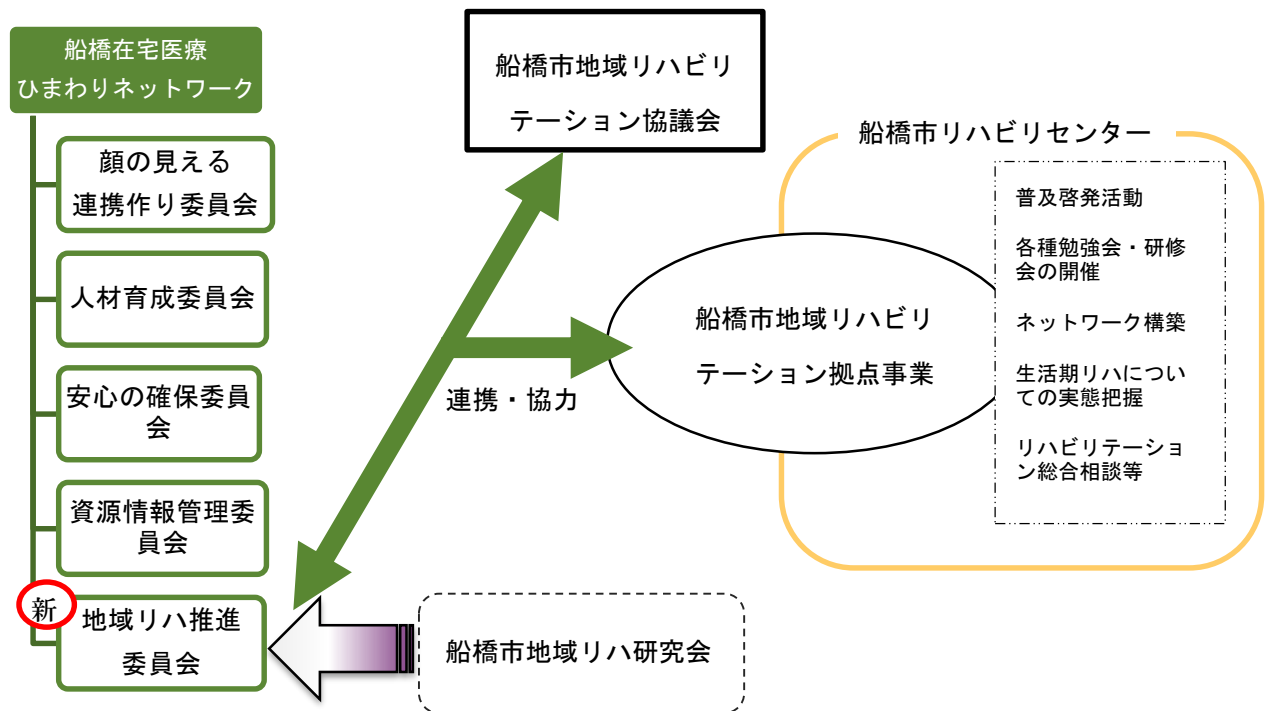 船橋在宅医療
ひまわりネットワーク
顔の見える
連携作り委員会
人材育成委員会
安心の確保委員
会
資源情報管理委
員会
新
地域リハ推進
委員会
船橋市地域リハビリ
テーション協議会
連携・協力
船橋市地域リハ研究会
船橋市リハビリセンター
船橋市地域リハビリ
テーション拠点事業
普及啓発活動
各種勉強会・研修
会の開催
ネットワーク構築
生活期リハについ
ての実態把握
リハビリテーショ
ン総合相談等